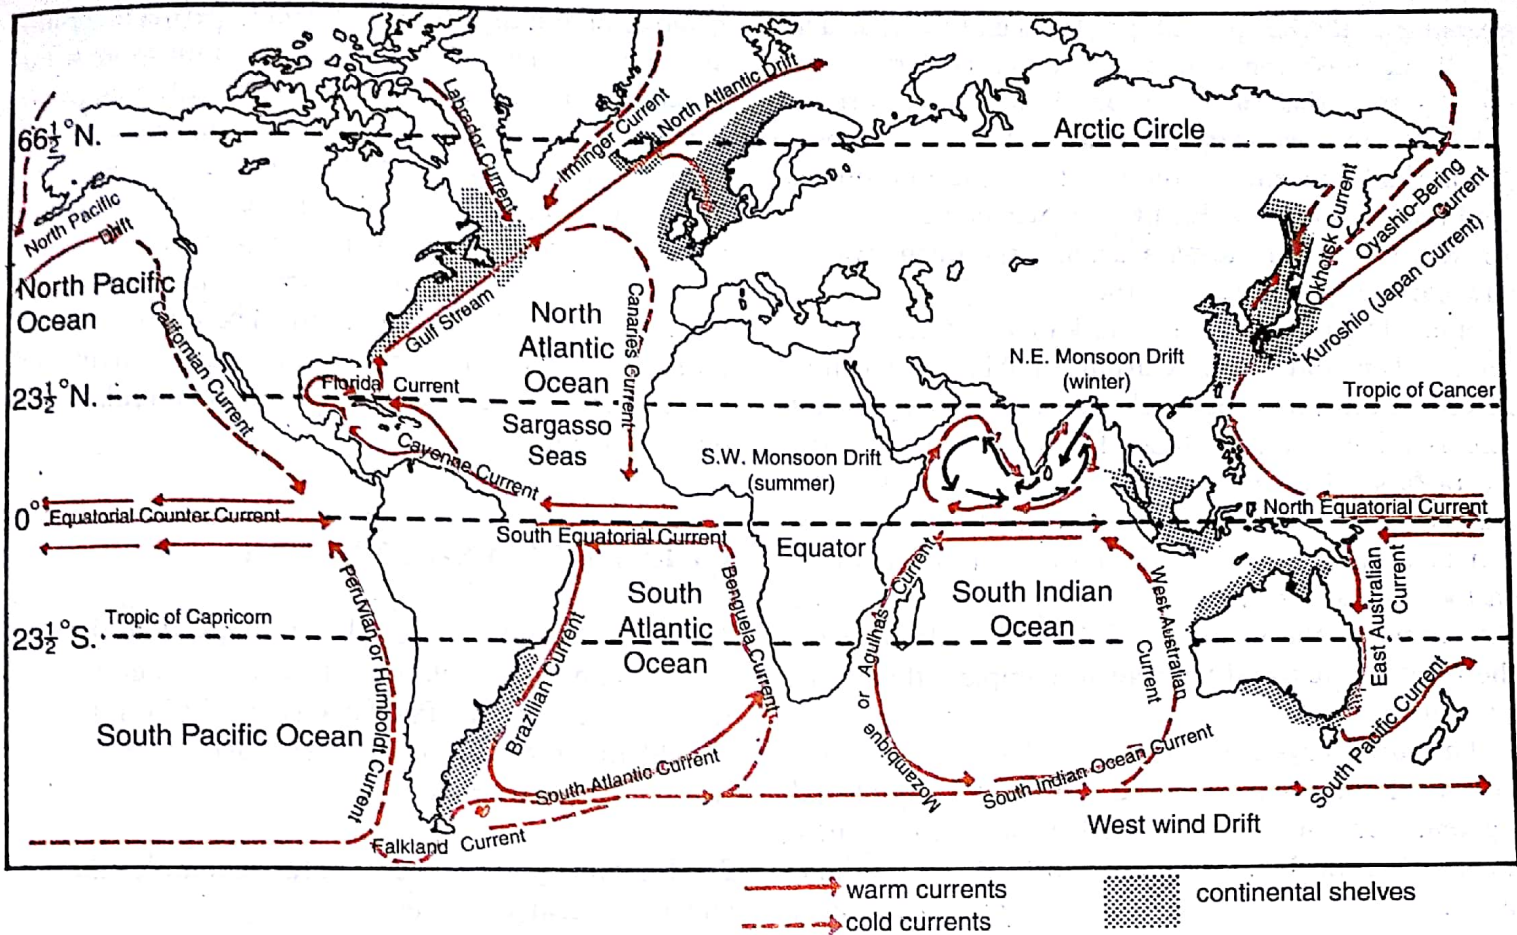 Labrador Current
Irminger Current
North Atlantic Drift
66½°N.
Arctic Circle
North Pacific
Drift
Okhotsk Current
Oyashio-Bering
Current
North Pacific
Ocean
Californian Current
Gulf Stream
North
Atlantic
Ocean
Canaries Current
Kuroshio (Japan Current)
N.E. Monsoon Drift
(winter)
23½°N.
Florida Current
Tropic of Cancer
Sargasso
Seas
Cayenne Current
S.W. Monsoon Drift
(summer)
0°
Equatorial Counter Current
North Equatorial Current
South Equatorial Current
Equator
Peruvian or Humboldt Current
Tropic of Capricorn
23½°S.
Brazilian Current
South
Atlantic
Ocean
Benguela Current
Mozambique or Agulhas Current
South Indian
Ocean
West Australian
Current
East Australian
Current
South Pacific Ocean
South Atlantic Current
South Indian Ocean Current
South Pacific Current
Falkland Current
West wind Drift
warm currents
cold currents
continental shelves